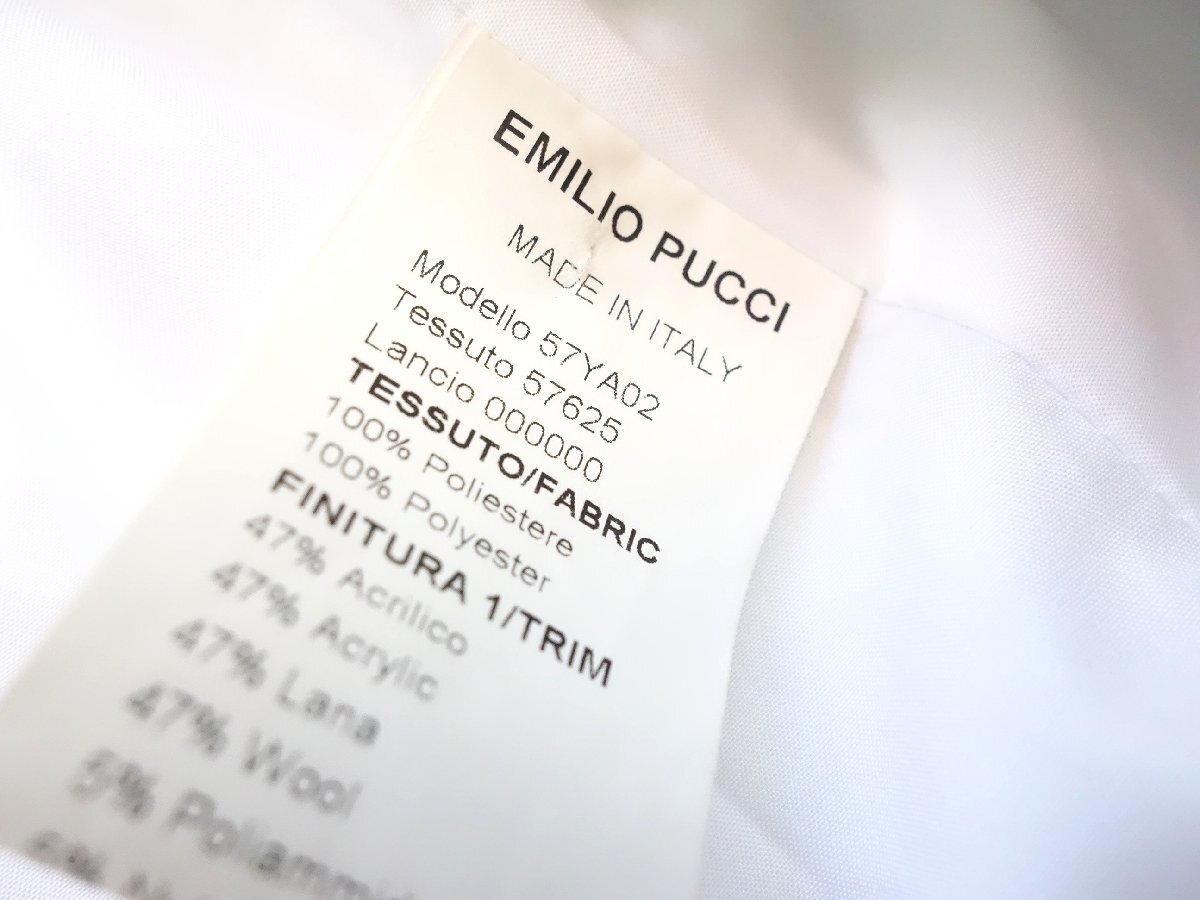 EMILIO PUCCI
MADE IN ITALY
Modello 57YA02
Tessuto 57625
Lancio 000000
TESSUTO/FABRIC
100% Poliestere
100% Polyester
FINITURA 1/TRIM
47% Acrilico
47% Acrylic
47% Lana
47% Wool
5%